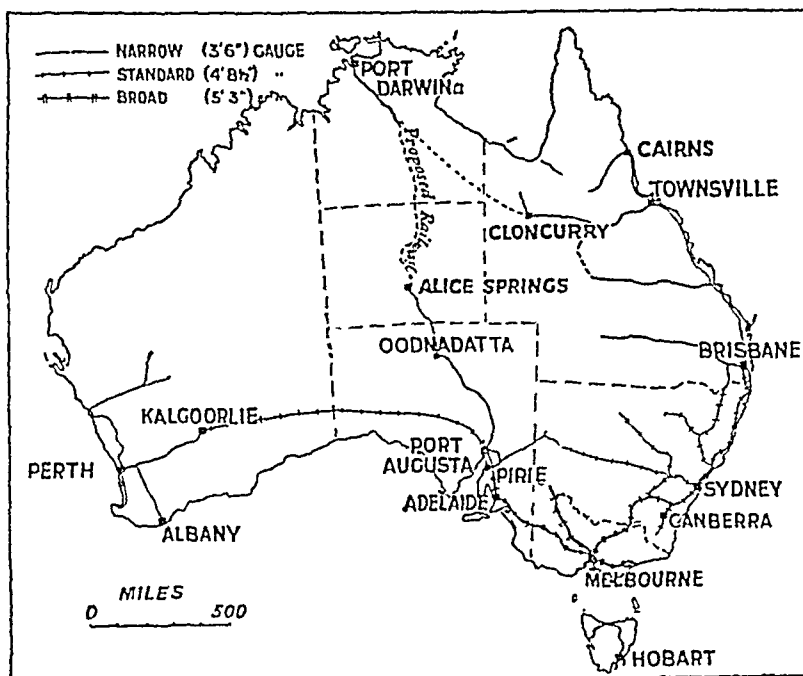 NARROW (3'6") GAUGE
STANDARD (4'8½") "
BROAD (5'3") "
PORT
DARWIN
CAIRNS
TOWNSVILLE
Proposed Railway
CLONCURRY
ALICE SPRINGS
OODNADATTA
BRISBANE
KALGOORLIE
PORT
AUGUSTA
PERTH
PIRIE
SYDNEY
ADELAIDE
CANBERRA
ALBANY
MELBOURNE
MILES
0 500
HOBART